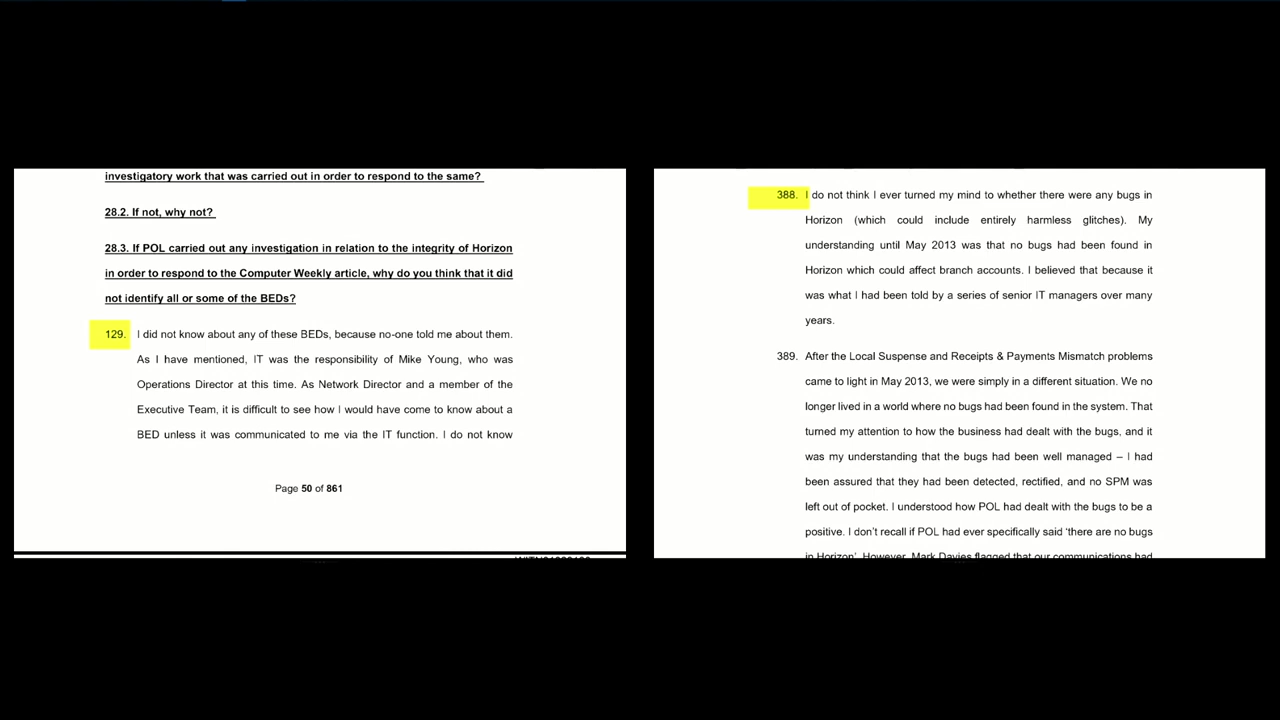 investigatory work that was carried out in order to respond to the same?
28.2. If not, why not?
28.3. If POL carried out any investigation in relation to the integrity of Horizon
in order to respond to the Computer Weekly article, why do you think that it did
not identify all or some of the BEDs?
129. I did not know about any of these BEDs, because no-one told me about them.
As I have mentioned, IT was the responsibility of Mike Young, who was
Operations Director at this time. As Network Director and a member of the
Executive Team, it is difficult to see how I would have come to know about a
BED unless it was communicated to me via the IT function. I do not know
Page 50 of 861
388. I do not think I ever turned my mind to whether there were any bugs in
Horizon (which could include entirely harmless glitches). My
understanding until May 2013 was that no bugs had been found in
Horizon which could affect branch accounts. I believed that because it
was what I had been told by a series of senior IT managers over many
years.
389. After the Local Suspense and Receipts & Payments Mismatch problems
came to light in May 2013, we were simply in a different situation. We no
longer lived in a world where no bugs had been found in the system. That
turned my attention to how the business had dealt with the bugs, and it
was my understanding that the bugs had been well managed – I had
been assured that they had been detected, rectified, and no SPM was
left out of pocket. I understood how POL had dealt with the bugs to be a
positive. I don't recall if POL had ever specifically said 'there are no bugs
in Horizon'. However, Mark Davies flagged that our communications had